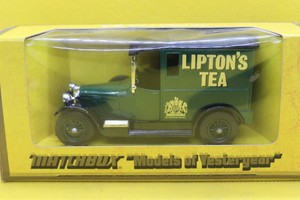 LIPTON'S
TEA
MATCHBOX "Models of Yesteryear"